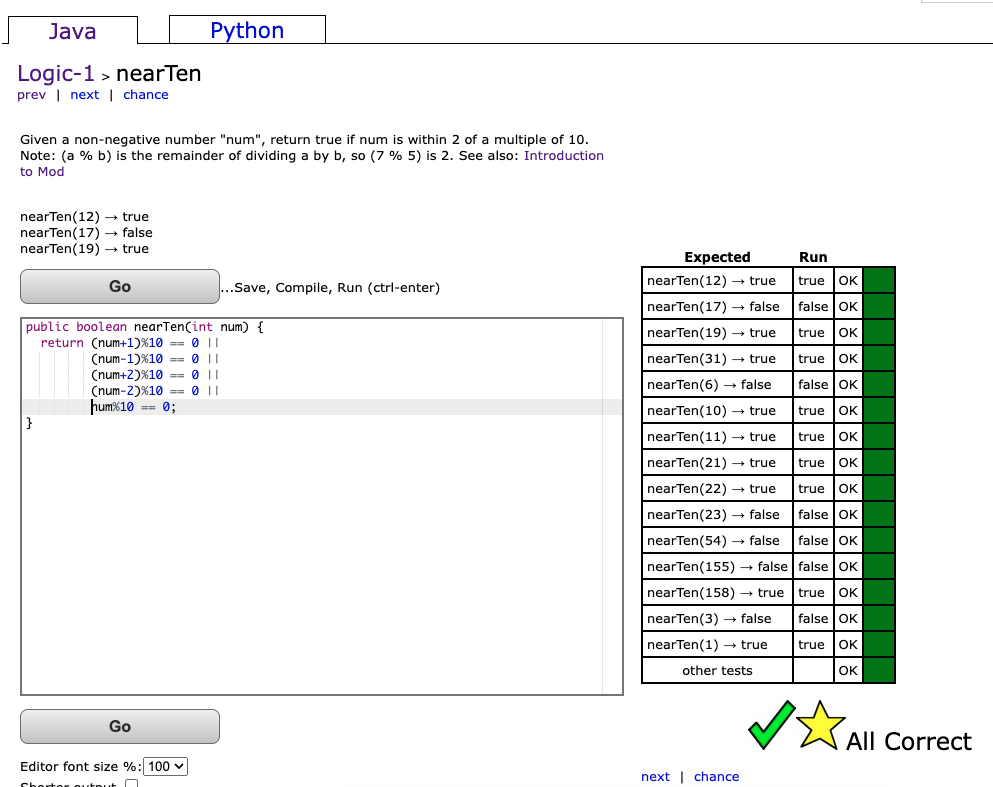 Java
Python
Logic-1 > nearTen
prev | next | chance
Given a non-negative number "num", return true if num is within 2 of a multiple of 10.
Note: (a % b) is the remainder of dividing a by b, so (7 % 5) is 2. See also: Introduction
to Mod
nearTen(12) → true
nearTen(17) → false
nearTen(19) → true
Go
...Save, Compile, Run (ctrl-enter)
public boolean nearTen(int num) {
  return (num+1)%10 == 0 ||
         (num-1)%10 == 0 ||
         (num+2)%10 == 0 ||
         (num-2)%10 == 0 ||
         num%10 == 0;
}
Go
Editor font size %: 100
Shorter output
Expected Run
nearTen(12) → true true OK
nearTen(17) → false false OK
nearTen(19) → true true OK
nearTen(31) → true true OK
nearTen(6) → false false OK
nearTen(10) → true true OK
nearTen(11) → true true OK
nearTen(21) → true true OK
nearTen(22) → true true OK
nearTen(23) → false false OK
nearTen(54) → false false OK
nearTen(155) → false false OK
nearTen(158) → true true OK
nearTen(3) → false false OK
nearTen(1) → true true OK
other tests OK
All Correct
next | chance